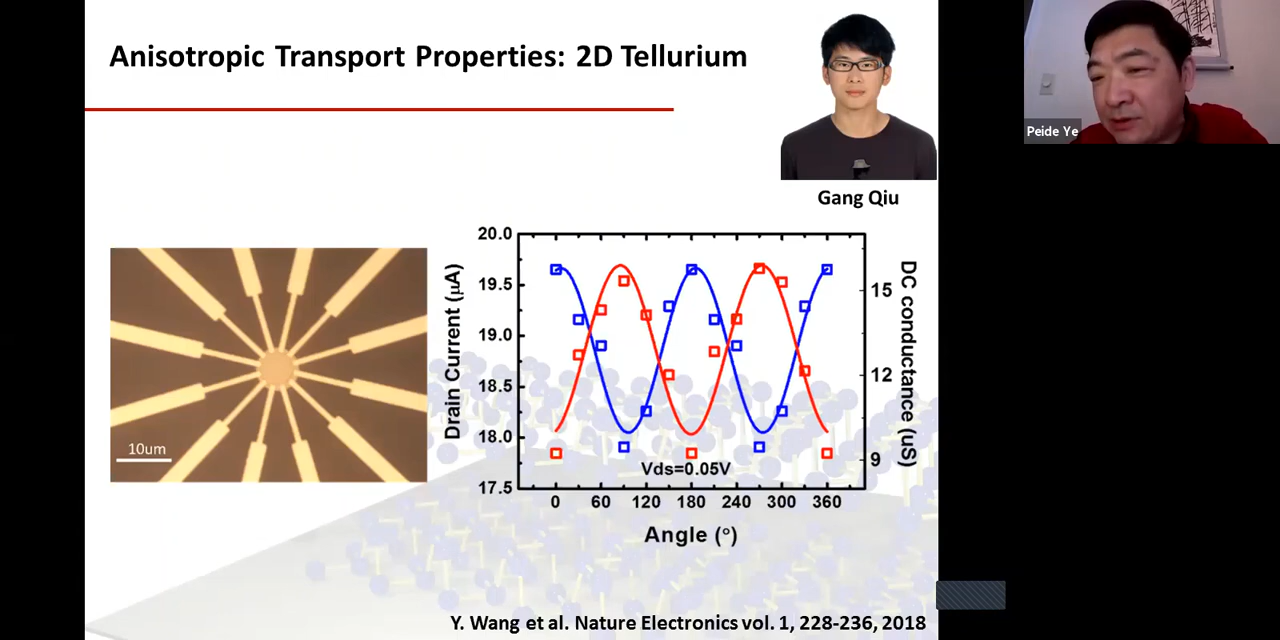 Anisotropic Transport Properties: 2D Tellurium
Peide Ye
Gang Qiu
10um
20.0
19.5
19.0
18.5
18.0
17.5
Drain Current (μA)
15
12
9
DC conductance (uS)
Vds=0.05V
0 60 120 180 240 300 360
Angle (°)
Y. Wang et al. Nature Electronics vol. 1, 228-236, 2018